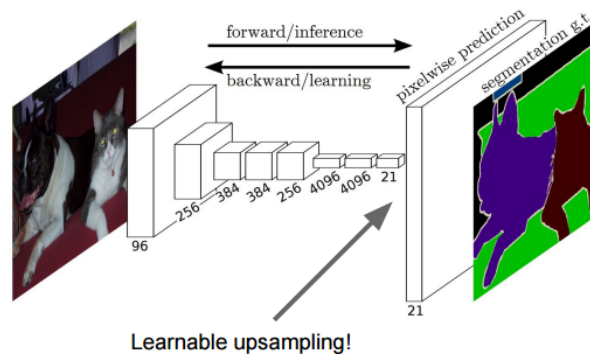 forward/inference
backward/learning
pixelwise prediction
segmentation g.t.
96
256
384
384
256
4096
4096
21
21
Learnable upsampling!